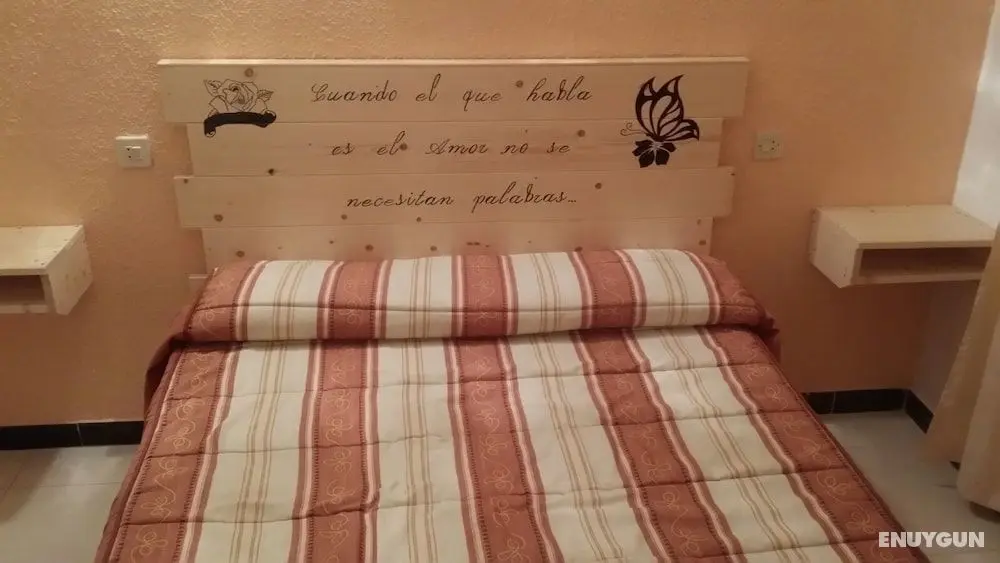 Cuando el que habla
es el Amor no se
necesitan palabras...
ENUYGUN